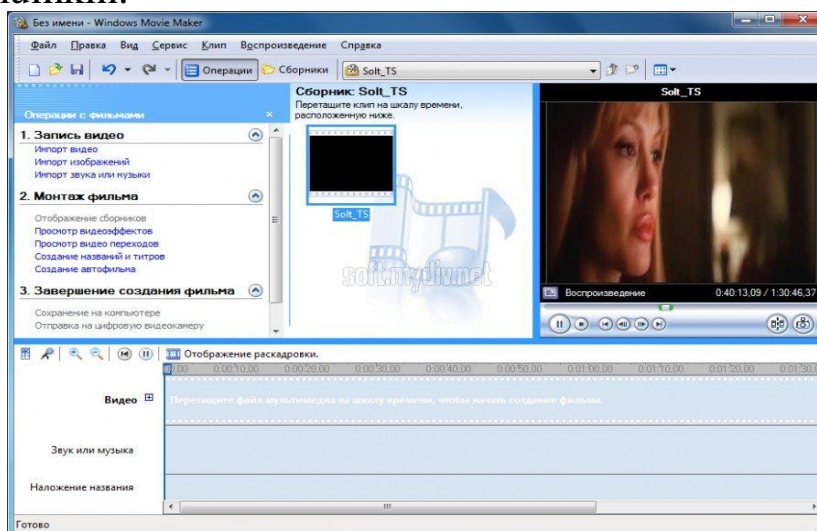 Без имени - Windows Movie Maker
Файл Правка Вид Сервис Клип Воспроизведение Справка
Операции Сборники Solt_TS
Операции с фильмами
1. Запись видео
Импорт видео
Импорт изображений
Импорт звука или музыки
2. Монтаж фильма
Отображение сборников
Просмотр видеоэффектов
Просмотр видео переходов
Создание названий и титров
Создание автофильма
3. Завершение создания фильма
Сохранение на компьютере
Отправка на цифровую видеокамеру
Сборник: Solt_TS
Перетащите клип на шкалу времени,
расположенную ниже.
Solt_TS
soft.mydiv.net
Solt_TS
Воспроизведение 0:40:13,09 / 1:30:46,37
Отображение раскадровки.
0:00:10,00 0:00:20,00 0:00:30,00 0:00:40,00 0:00:50,00 0:01:00,00 0:01:10,00 0:01:20,00
Видео
Перетащите файл мультимедиа на шкалу времени, чтобы начать создание фильма.
Звук или музыка
Наложение названия
Готово